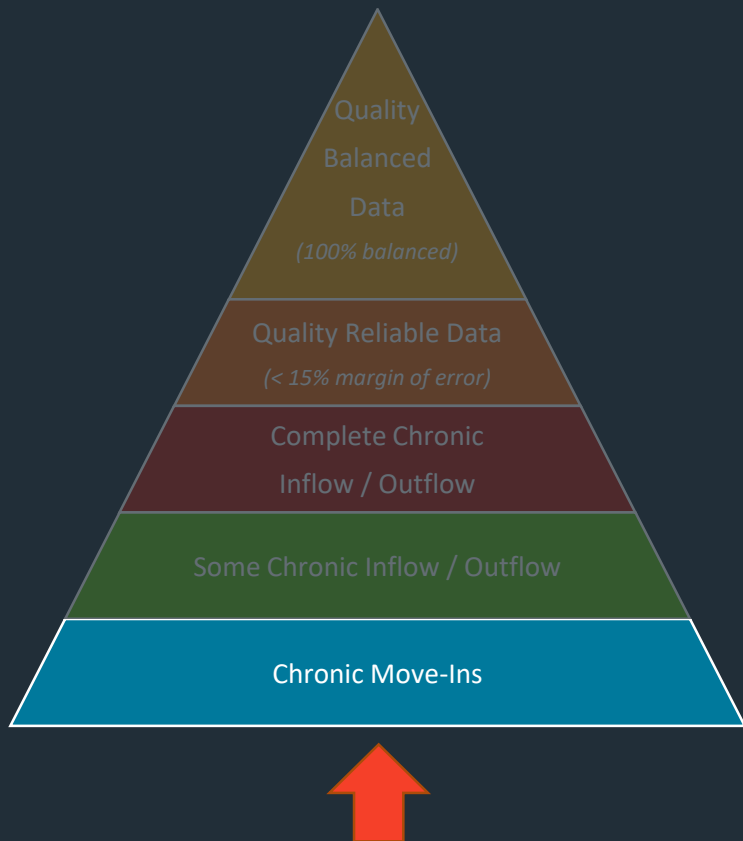 Quality
Balanced
Data
(100% balanced)
Quality Reliable Data
(< 15% margin of error)
Complete Chronic
Inflow / Outflow
Some Chronic Inflow / Outflow
Chronic Move-Ins